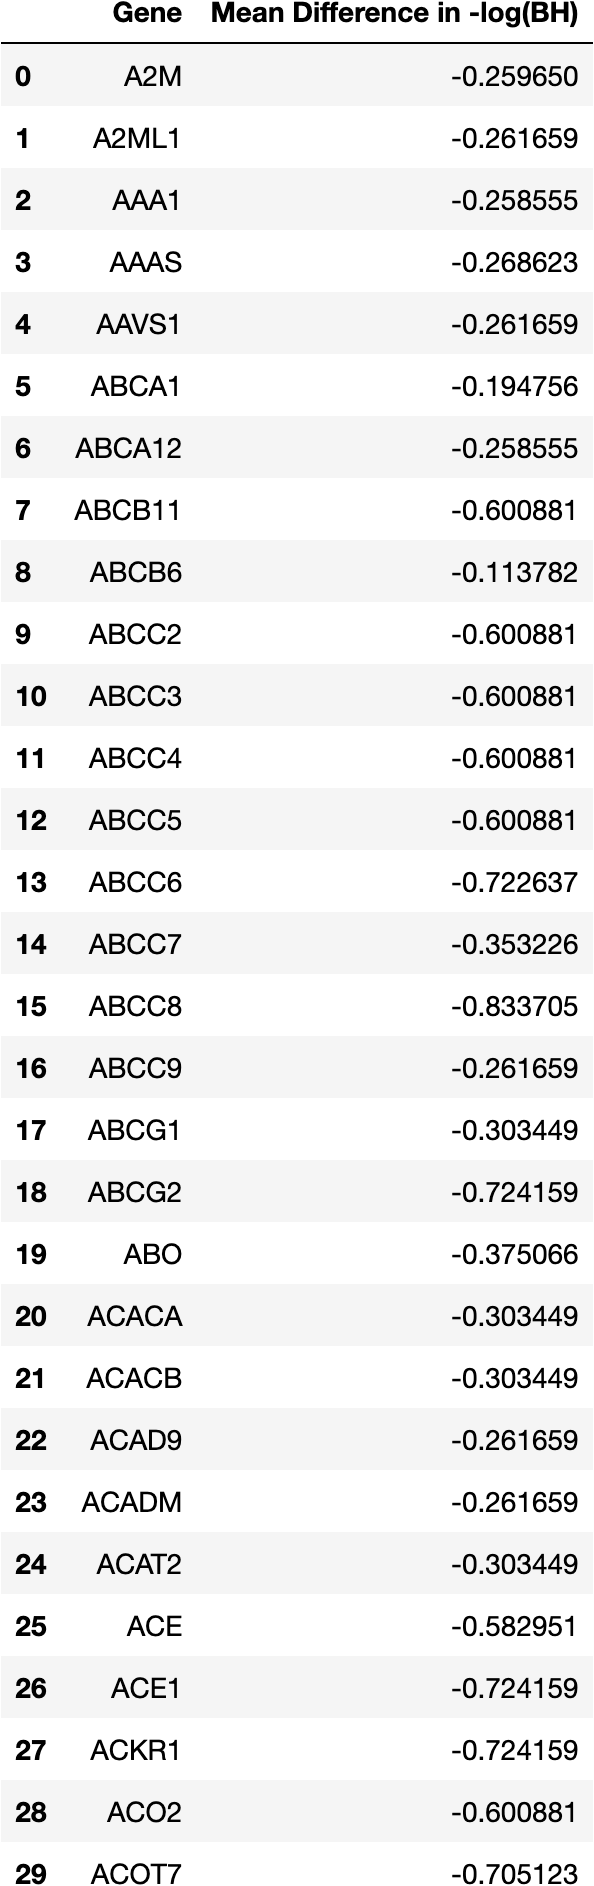 Gene Mean Difference in -log(BH)
0 A2M -0.259650
1 A2ML1 -0.261659
2 AAA1 -0.258555
3 AAAS -0.268623
4 AAVS1 -0.261659
5 ABCA1 -0.194756
6 ABCA12 -0.258555
7 ABCB11 -0.600881
8 ABCB6 -0.113782
9 ABCC2 -0.600881
10 ABCC3 -0.600881
11 ABCC4 -0.600881
12 ABCC5 -0.600881
13 ABCC6 -0.722637
14 ABCC7 -0.353226
15 ABCC8 -0.833705
16 ABCC9 -0.261659
17 ABCG1 -0.303449
18 ABCG2 -0.724159
19 ABO -0.375066
20 ACACA -0.303449
21 ACACB -0.303449
22 ACAD9 -0.261659
23 ACADM -0.261659
24 ACAT2 -0.303449
25 ACE -0.582951
26 ACE1 -0.724159
27 ACKR1 -0.724159
28 ACO2 -0.600881
29 ACOT7 -0.705123